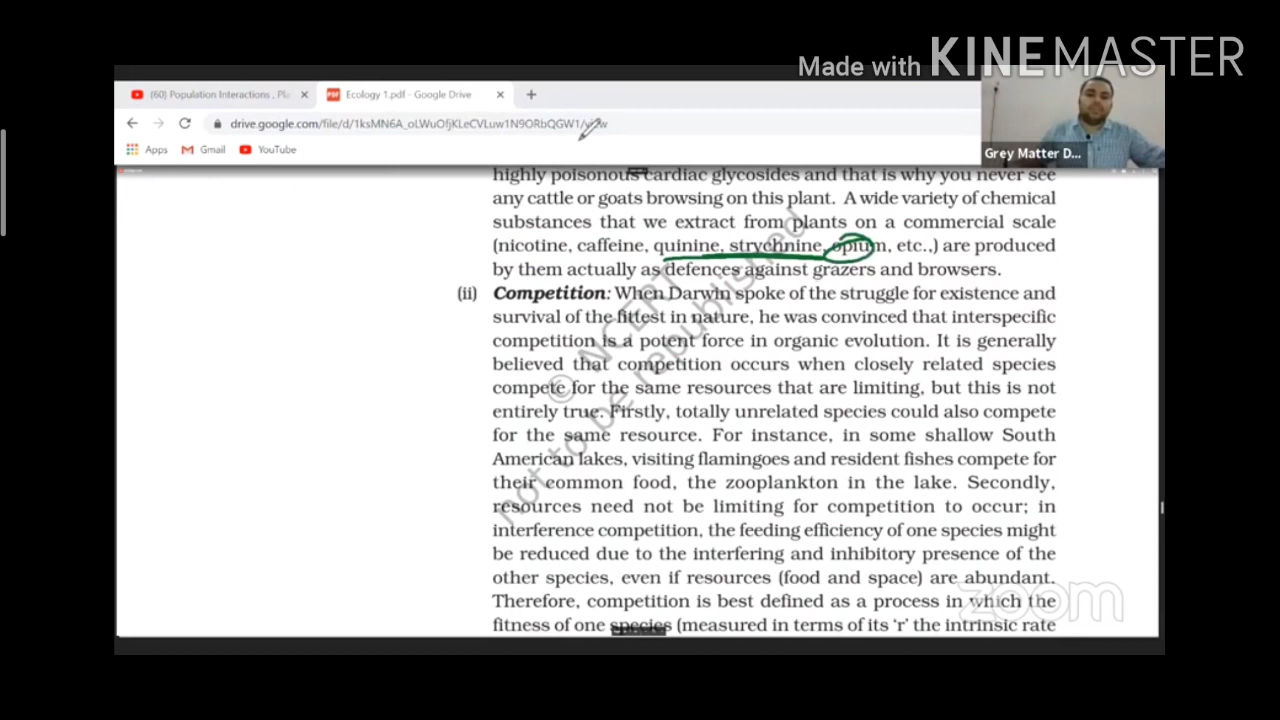 Made with KINEMASTER
(60) Population Interactions , Pla
Ecology 1.pdf - Google Drive
drive.google.com/file/d/1ksMN6A_oLWuOfjKLeCVLuw1N9ORbQGW1/view
Apps Gmail YouTube
Grey Matter D...
highly poisonous cardiac glycosides and that is why you never see
any cattle or goats browsing on this plant. A wide variety of chemical
substances that we extract from plants on a commercial scale
(nicotine, caffeine, quinine, strychnine, opium, etc.,) are produced
by them actually as defences against grazers and browsers.
(ii) Competition: When Darwin spoke of the struggle for existence and
survival of the fittest in nature, he was convinced that interspecific
competition is a potent force in organic evolution. It is generally
believed that competition occurs when closely related species
compete for the same resources that are limiting, but this is not
entirely true. Firstly, totally unrelated species could also compete
for the same resource. For instance, in some shallow South
American lakes, visiting flamingoes and resident fishes compete for
their common food, the zooplankton in the lake. Secondly,
resources need not be limiting for competition to occur; in
interference competition, the feeding efficiency of one species might
be reduced due to the interfering and inhibitory presence of the
other species, even if resources (food and space) are abundant.
Therefore, competition is best defined as a process in which the
fitness of one species (measured in terms of its ‘r’ the intrinsic rate
© NCERT
not to be republished
zoom